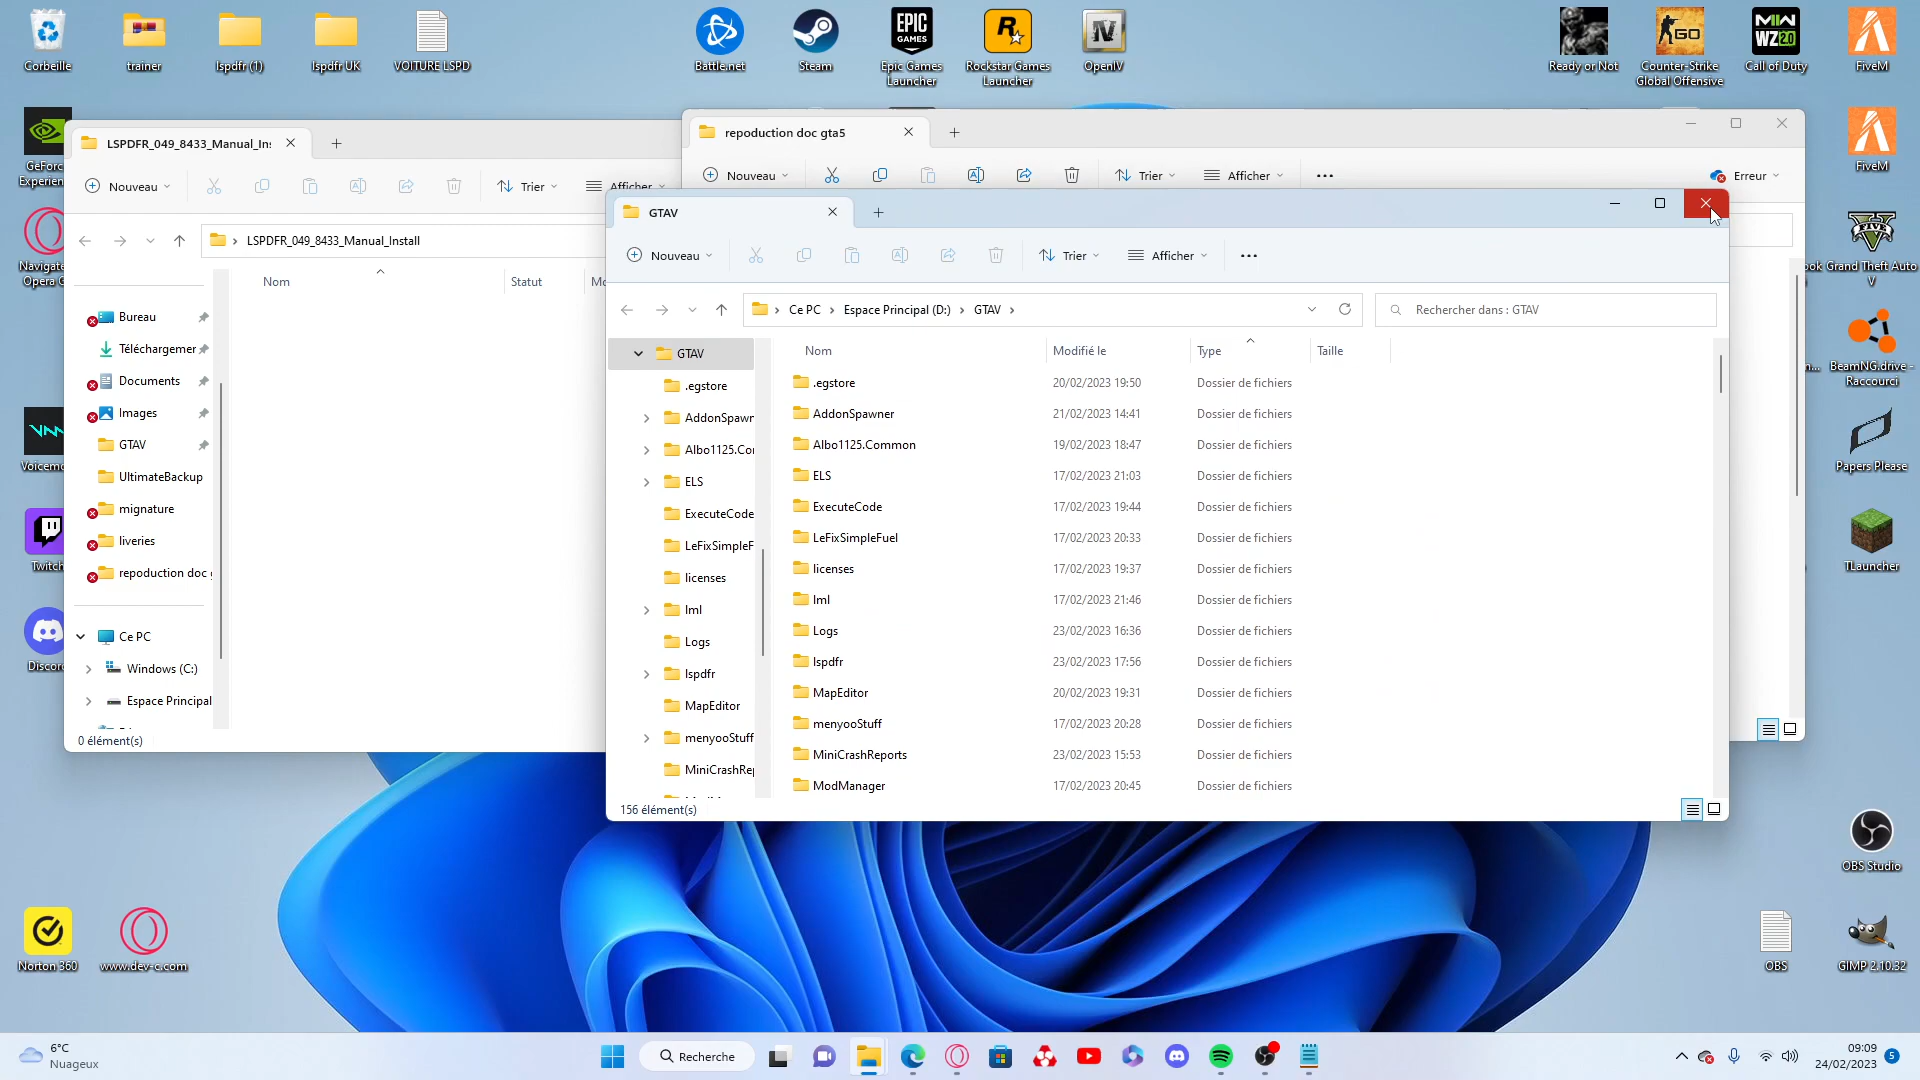 Corbeille
trainer
lspdfr (1)
lspdfr UK
VOITURE LSPD
Battle.net
Steam
Epic Games
Launcher
Rockstar Games
Launcher
OpenIV
Ready or Not
Counter-Strike
Global Offensive
Call of Duty
FiveM
GeForc
Experien
Navigate
Opera G
Voicemo
Twitch
Discord
Norton 360
www.dev-c.com
FiveM
Grand Theft Auto
V
BeamNG.drive -
Raccourci
Papers Please
TLauncher
OBS Studio
OBS
GIMP 2.10.32
LSPDFR_049_8433_Manual_Ins
Nouveau
Trier
Afficher
LSPDFR_049_8433_Manual_Install
Nom
Statut
Mo
Bureau
Téléchargemer
Documents
Images
GTAV
UltimateBackup
mignature
liveries
repoduction doc g
Ce PC
Windows (C:)
Espace Principal
0 élément(s)
repoduction doc gta5
Nouveau
Trier
Afficher
Erreur
GTAV
Nouveau
Trier
Afficher
Ce PC
Espace Principal (D:)
GTAV
Rechercher dans : GTAV
GTAV
.egstore
AddonSpawr
Albo1125.Cor
ELS
ExecuteCode
LeFixSimpleF
licenses
lml
Logs
lspdfr
MapEditor
menyooStuff
MiniCrashRep
Nom Modifié le Type Taille
.egstore 20/02/2023 19:50 Dossier de fichiers
AddonSpawner 21/02/2023 14:41 Dossier de fichiers
Albo1125.Common 19/02/2023 18:47 Dossier de fichiers
ELS 17/02/2023 21:03 Dossier de fichiers
ExecuteCode 17/02/2023 19:44 Dossier de fichiers
LeFixSimpleFuel 17/02/2023 20:33 Dossier de fichiers
licenses 17/02/2023 19:37 Dossier de fichiers
lml 17/02/2023 21:46 Dossier de fichiers
Logs 23/02/2023 16:36 Dossier de fichiers
lspdfr 23/02/2023 17:56 Dossier de fichiers
MapEditor 20/02/2023 19:31 Dossier de fichiers
menyooStuff 17/02/2023 20:28 Dossier de fichiers
MiniCrashReports 23/02/2023 15:53 Dossier de fichiers
ModManager 17/02/2023 20:45 Dossier de fichiers
156 élément(s)
6°C
Nuageux
Recherche
09:09
24/02/2023
5